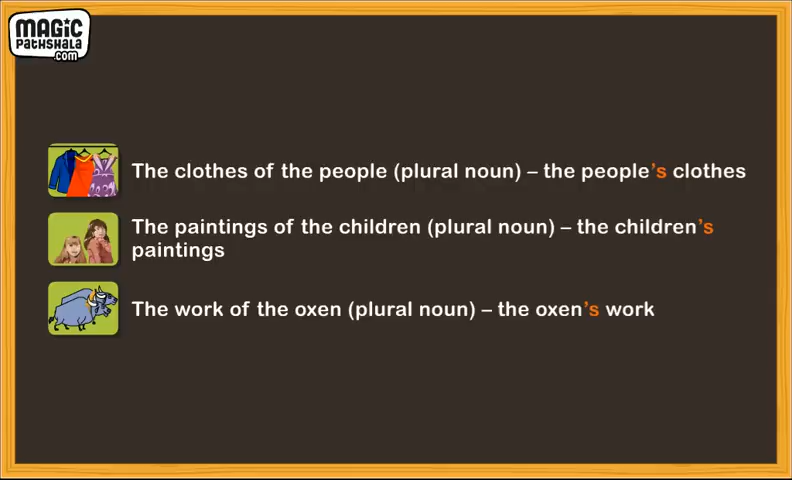 MAGIC
PATHSHALA
.COM
The clothes of the people (plural noun) – the people’s clothes
The paintings of the children (plural noun) – the children’s
paintings
The work of the oxen (plural noun) – the oxen’s work